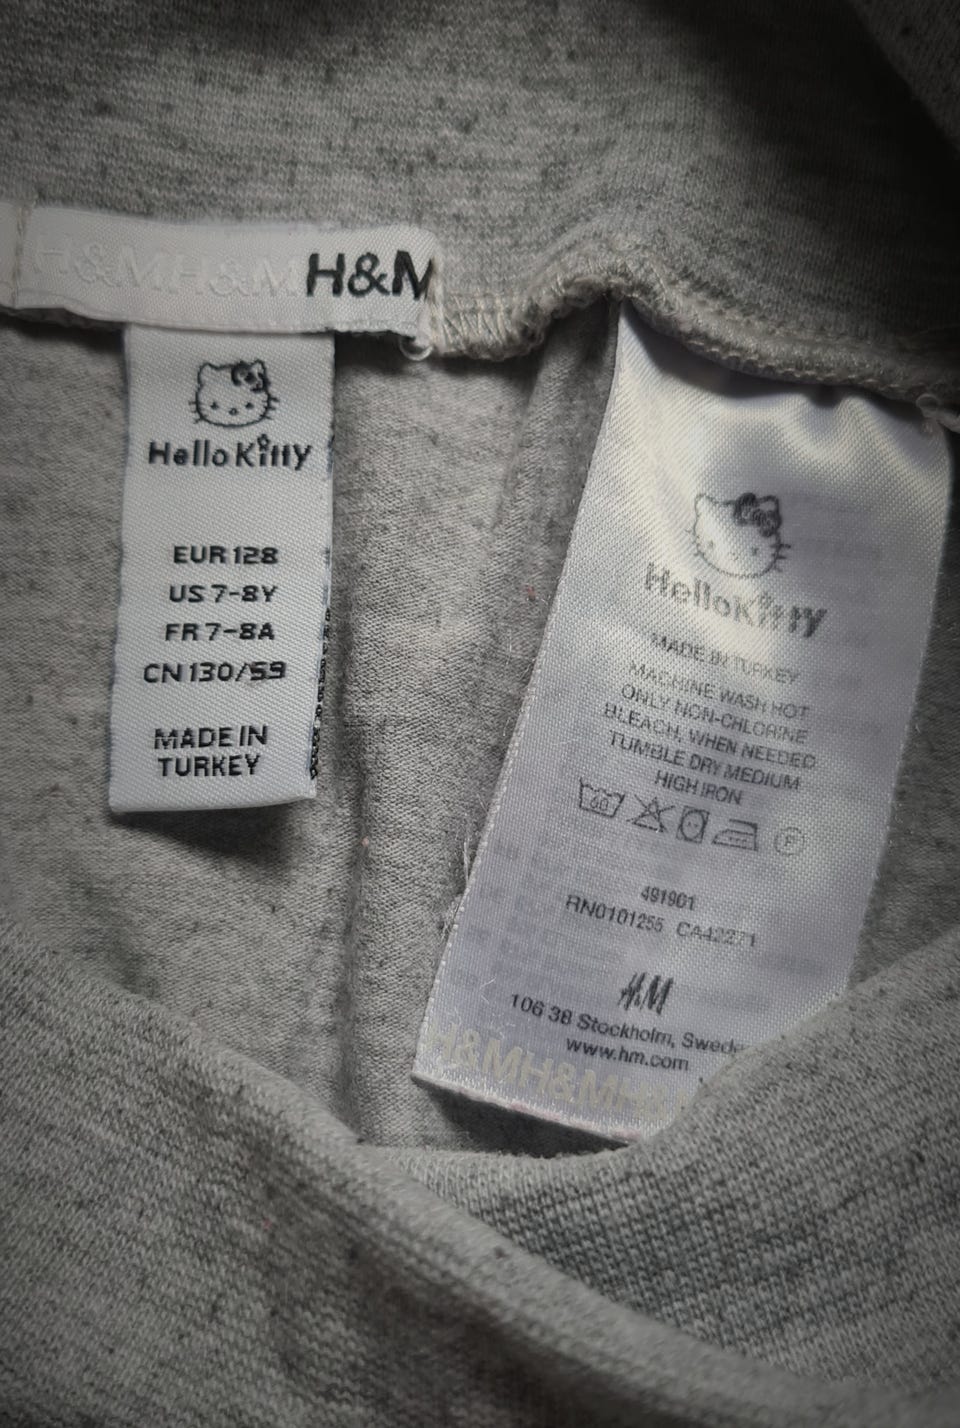 H&MH&MH&M
Hello Kitty
EUR 128
US 7-8Y
FR 7-8A
CN 130/59
MADE IN
TURKEY
Hello Kitty
MADE IN TURKEY
MACHINE WASH HOT
ONLY NON-CHLORINE
BLEACH, WHEN NEEDED
TUMBLE DRY MEDIUM
HIGH IRON
60 F
491901
RN0101255 CA42271
H&M
106 38 Stockholm,
www.hm.com
H&MH&MH&